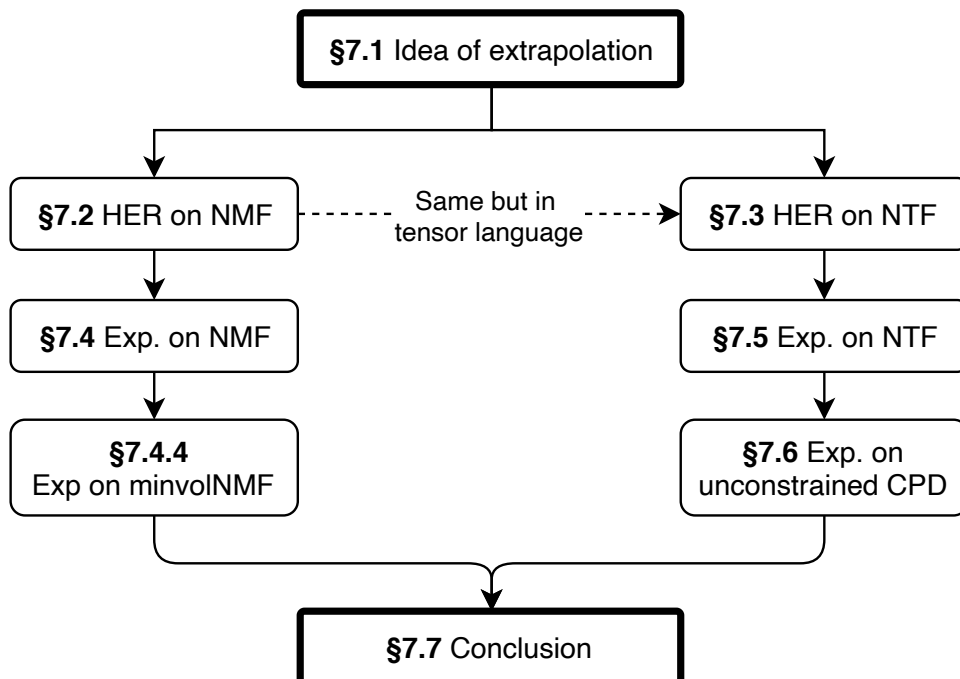 §7.1 Idea of extrapolation
§7.2 HER on NMF
Same but in
tensor language
§7.3 HER on NTF
§7.4 Exp. on NMF
§7.5 Exp. on NTF
§7.4.4
Exp on minvolNMF
§7.6 Exp. on
unconstrained CPD
§7.7 Conclusion